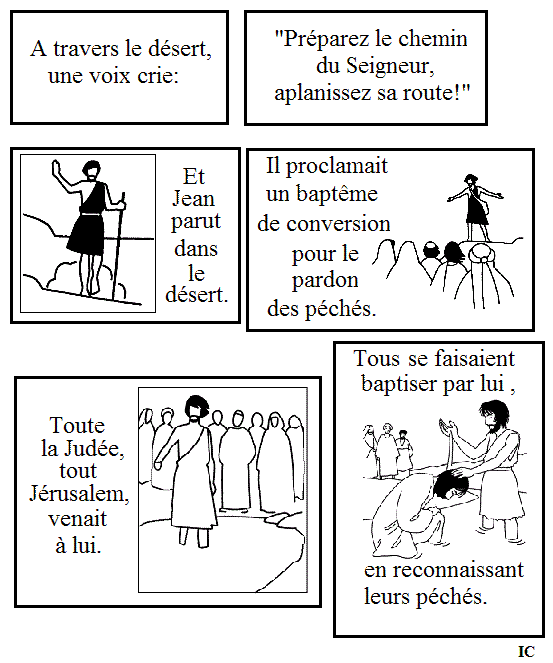 A travers le désert,
une voix crie:
"Préparez le chemin
du Seigneur,
aplanissez sa route!"
Et
Jean
parut
dans
le
désert.
Il proclamait
un baptême
de conversion
pour le
pardon
des péchés.
Toute
la Judée,
tout
Jérusalem,
venait
à lui.
Tous se faisaient
baptiser par lui ,
en reconnaissant
leurs péchés.
IC